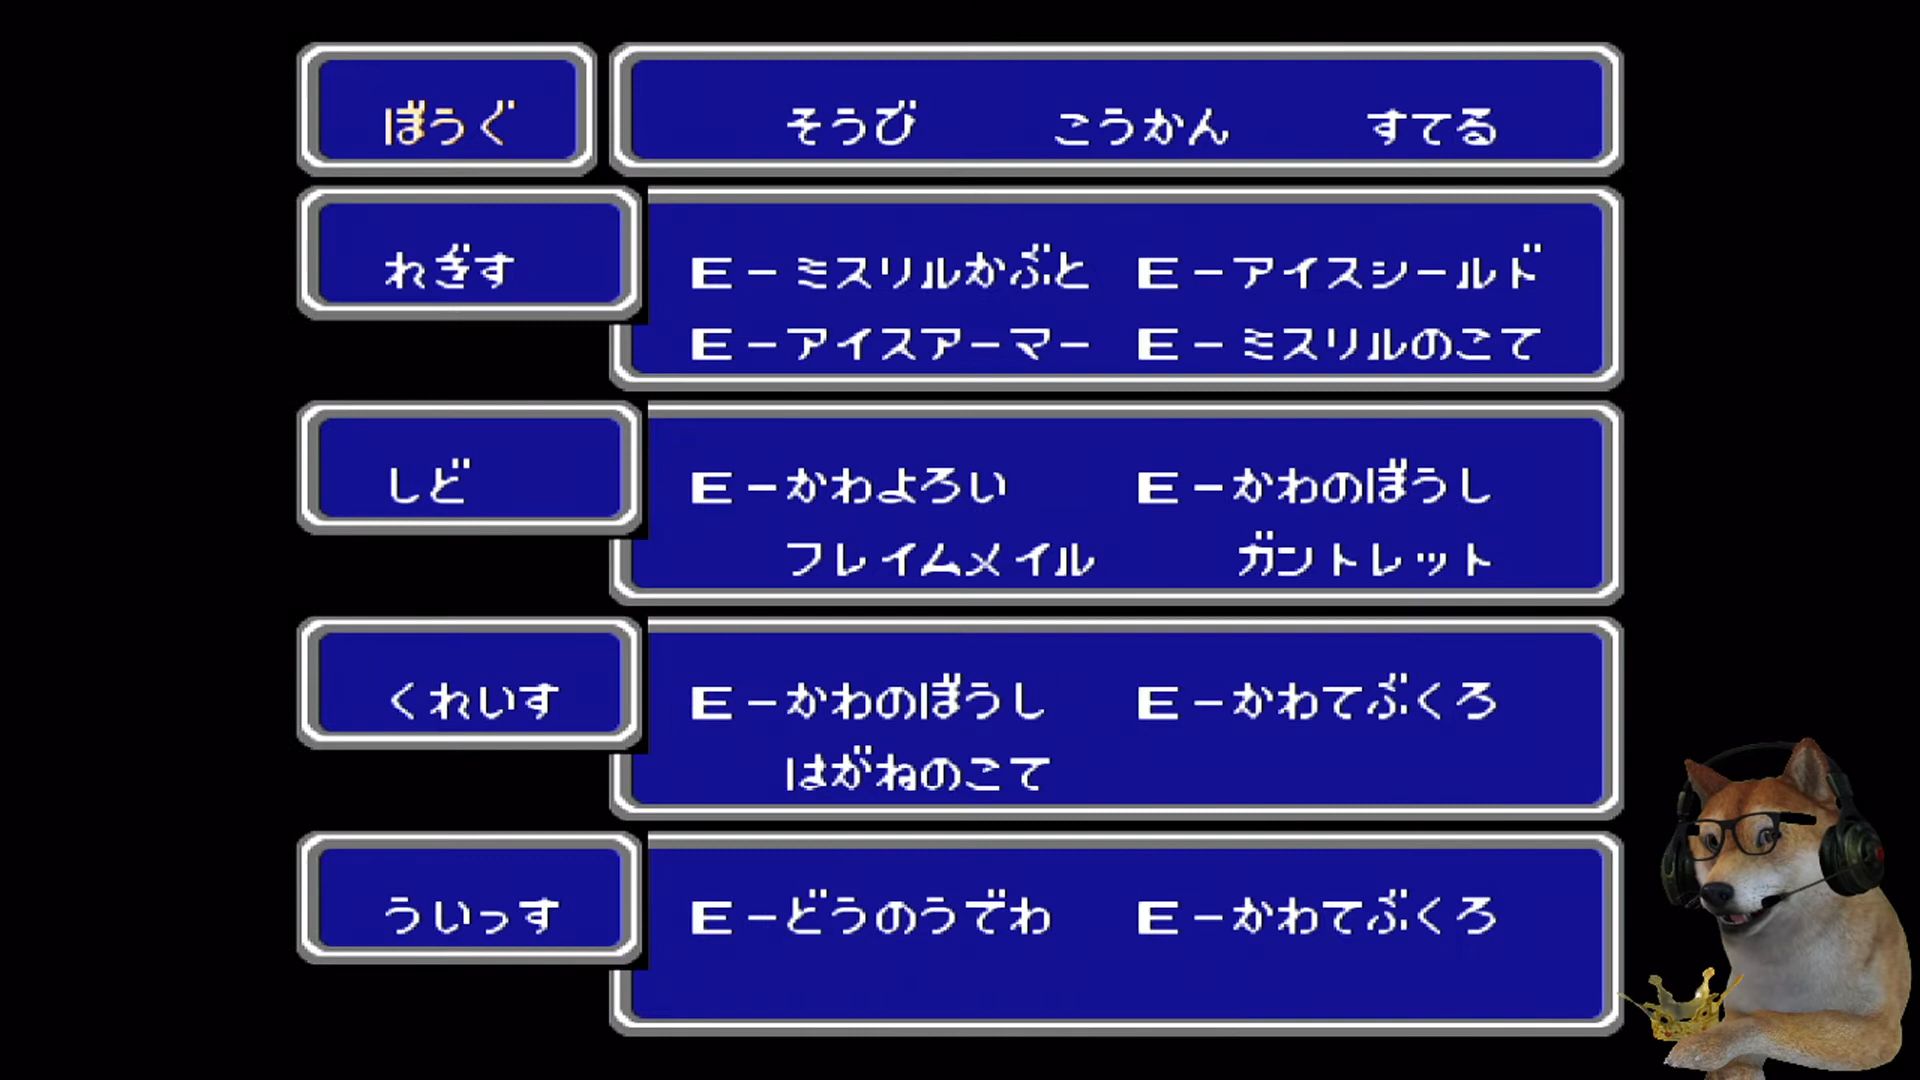 ぼうぐ
そうび　こうかん　すてる
れぎす
E－ミスリルかぶと　E－アイスシールド
E－アイスアーマー　E－ミスリルのこて
しど
E－かわよろい　E－かわのぼうし
フレイムメイル　ガントレット
くれいす
E－かわのぼうし　E－かわてぶくろ
はがねのこて
ういっす
E－どうのうでわ　E－かわてぶくろ